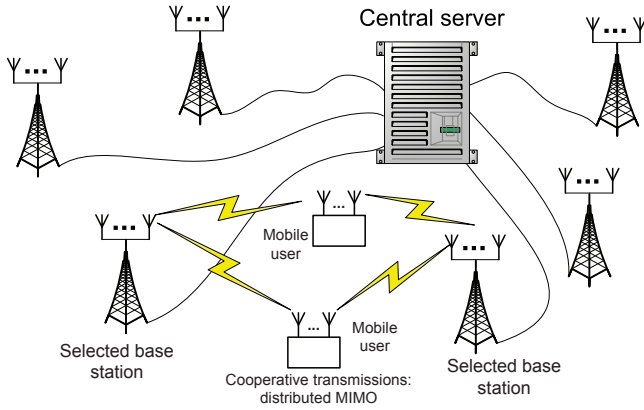 Central server
...
Mobile
user
...
Mobile
user
Selected base
station
Selected base
station
Cooperative transmissions:
distributed MIMO